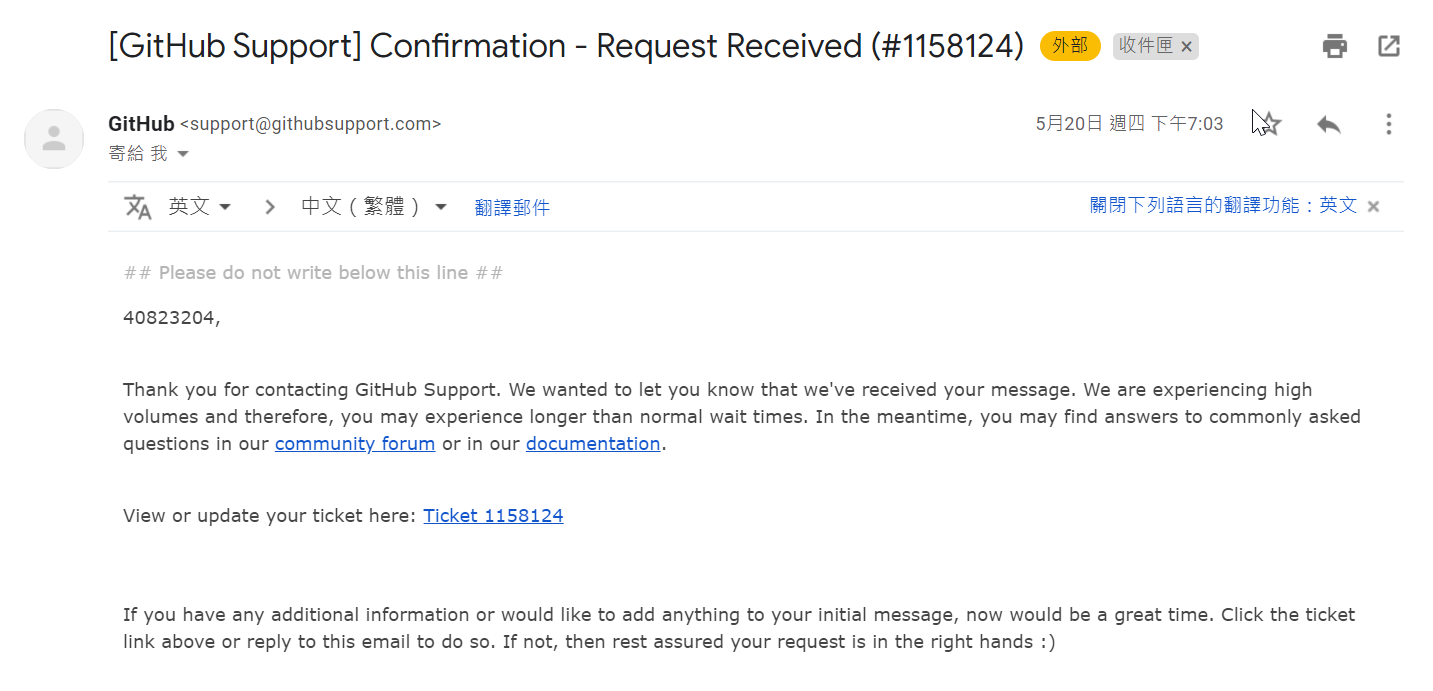 [GitHub Support] Confirmation - Request Received (#1158124) 外部 收件匣 ×
GitHub <support@githubsupport.com> 5月20日 週四 下午7:03
寄給 我
英文 > 中文 ( 繁體 ) 翻譯郵件 關閉下列語言的翻譯功能：英文 ×
## Please do not write below this line ##
40823204,
Thank you for contacting GitHub Support. We wanted to let you know that we've received your message. We are experiencing high
volumes and therefore, you may experience longer than normal wait times. In the meantime, you may find answers to commonly asked
questions in our community forum or in our documentation.
View or update your ticket here: Ticket 1158124
If you have any additional information or would like to add anything to your initial message, now would be a great time. Click the ticket
link above or reply to this email to do so. If not, then rest assured your request is in the right hands :)